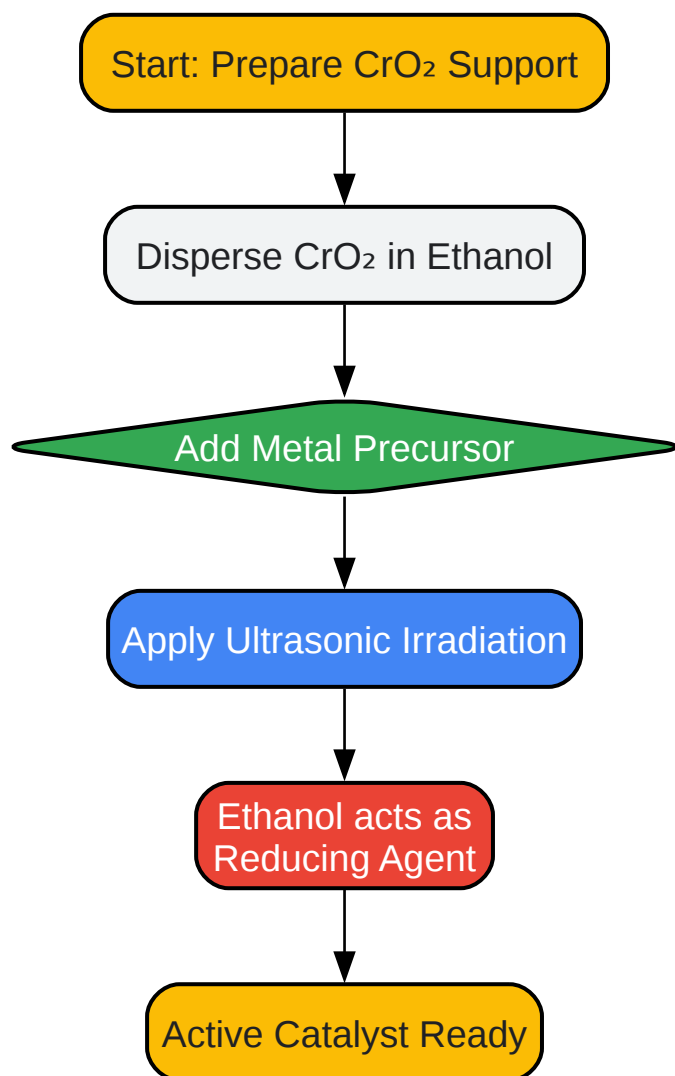 Start: Prepare CrO₂ Support
Disperse CrO₂ in Ethanol
Add Metal Precursor
Apply Ultrasonic Irradiation
Ethanol acts as
Reducing Agent
Active Catalyst Ready